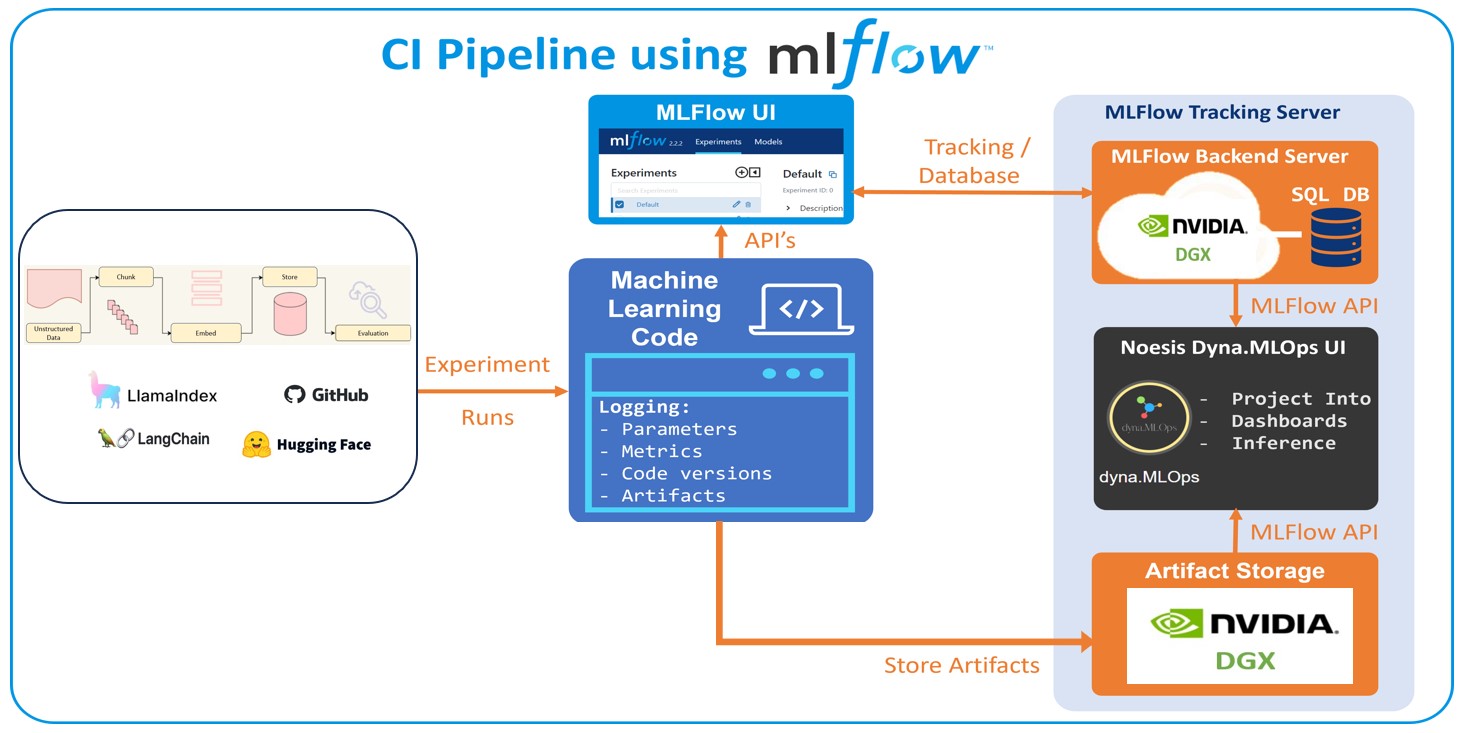 CI Pipeline using mlflow™
MLFlow UI
mlflow 2.2.2 Experiments Models
Experiments
Search Experiments
Default
Default
Experiment ID: 0
Description
API's
Tracking /
Database
MLFlow Tracking Server
MLFlow Backend Server
SQL DB
NVIDIA.
DGX
MLFlow API
Noesis Dyna.MLOps UI
dyna.MLOps
- Project Into
- Dashboards
- Inference
dyna.MLOps
MLFlow API
Artifact Storage
NVIDIA.
DGX
Store Artifacts
Chunk
Store
Unstructured
Data
Embed
Evaluation
LlamaIndex
GitHub
LangChain
Hugging Face
Experiment
Runs
Machine
Learning
Code
</>
Logging:
- Parameters
- Metrics
- Code versions
- Artifacts